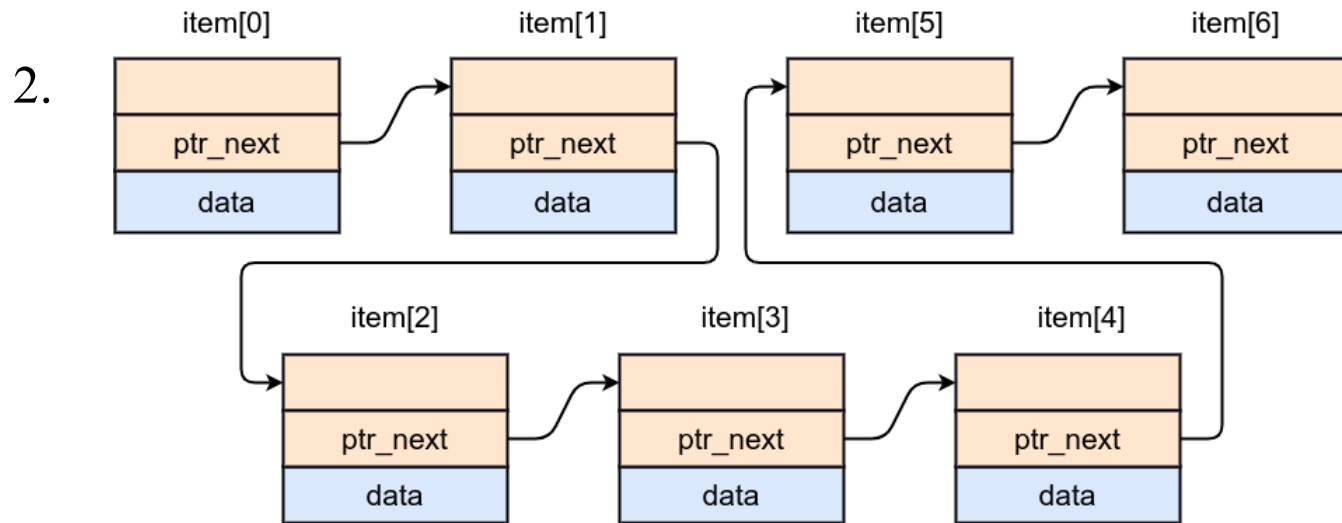 item[0] item[1] item[5] item[6]
2.
ptr_next ptr_next ptr_next ptr_next
data data data data
item[2] item[3] item[4]
ptr_next ptr_next ptr_next
data data data